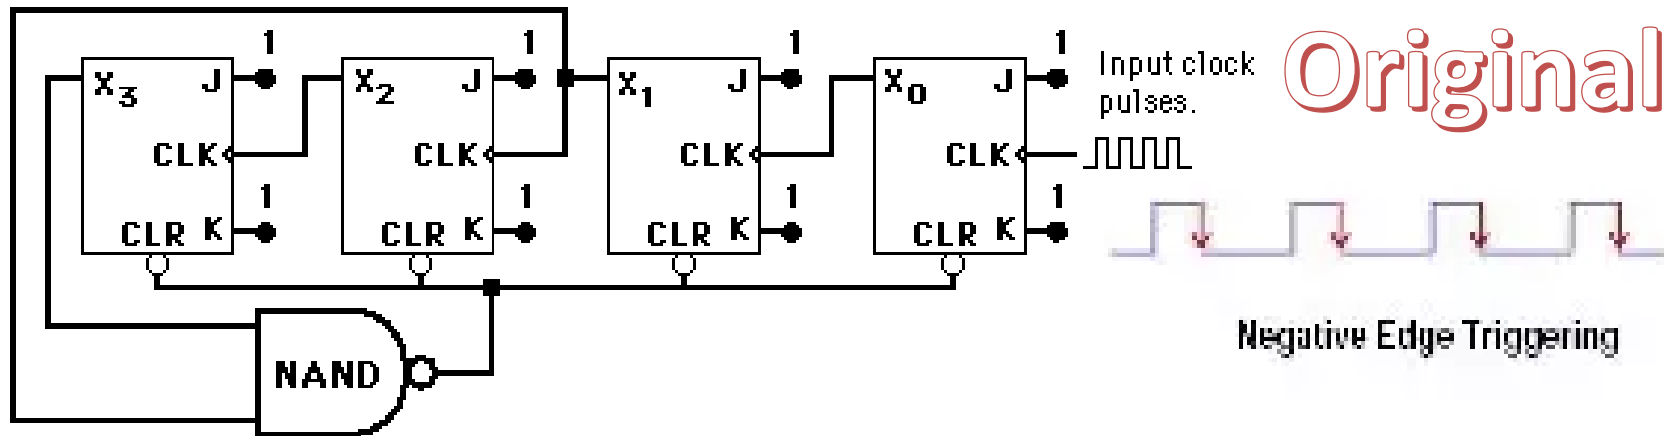 1 1 1 1
X3 J X2 J X1 J X0 J
Input clock
pulses.
Original
CLK CLK CLK CLK
1 1 1 1
CLR K CLR K CLR K CLR K
NAND
Negative Edge Triggering